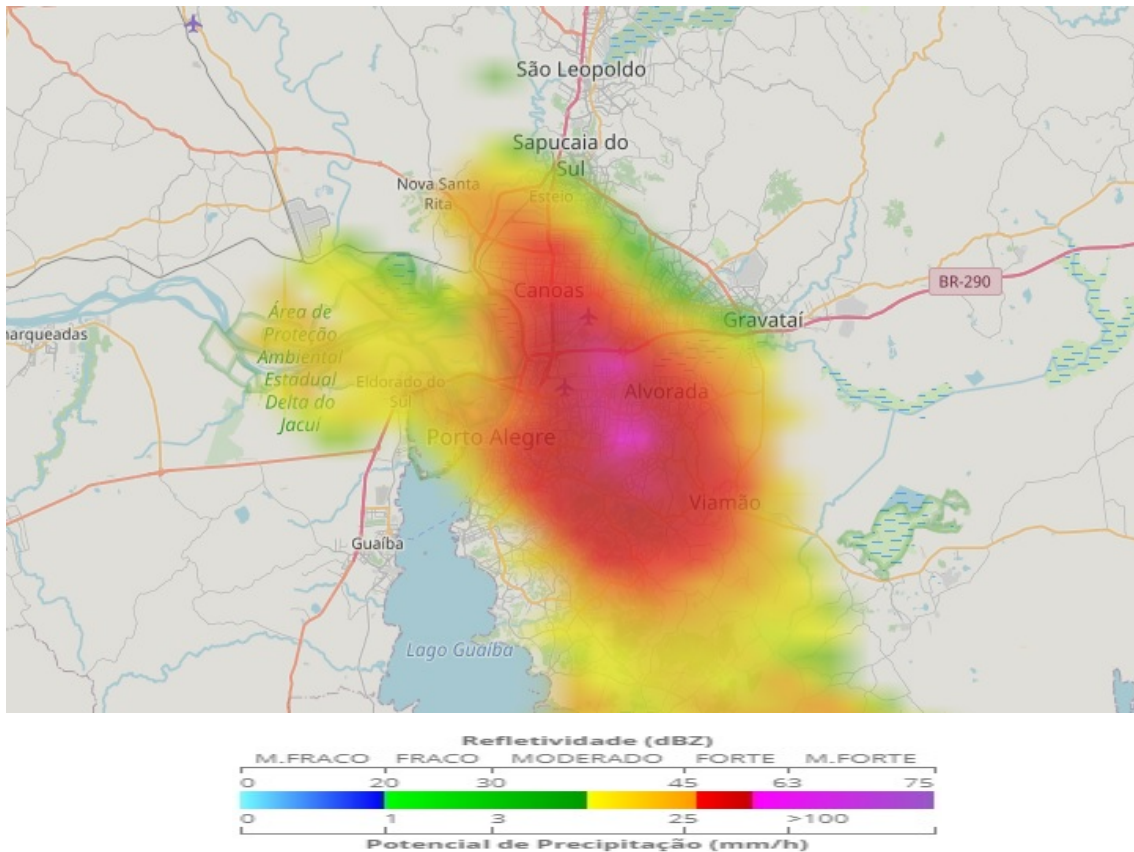 São Leopoldo
Sapucaia do
Sul
Nova Santa
Rita
Esteio
Canoas
BR-290
Gravataí
Área de
Proteção
Ambiental
Estadual
Delta do
Jacuí
arqueadas
Eldorado do
Sul
Alvorada
Porto Alegre
Viamão
Guaíba
Lago Guaíba
Refletividade (dBZ)
M.FRACO FRACO MODERADO FORTE M.FORTE
0 20 30 45 63 75
0 1 3 25 >100
Potencial de Precipitação (mm/h)